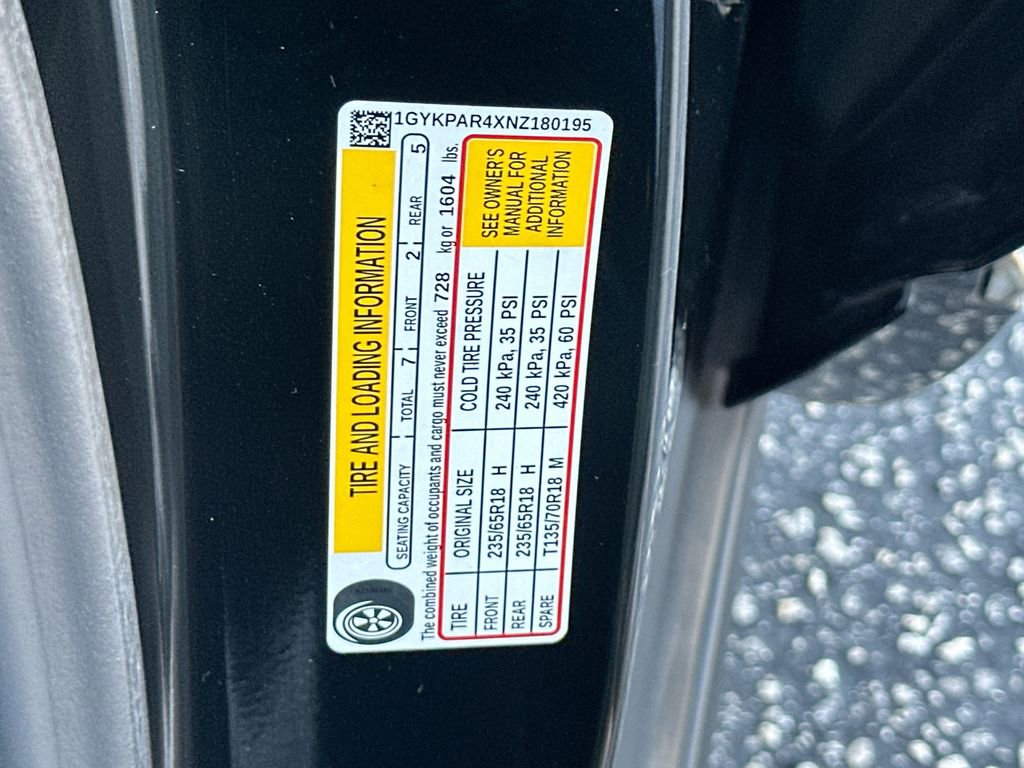 1GYKPAR4XNZ180195
TIRE AND LOADING INFORMATION
SEATING CAPACITY TOTAL 7 FRONT 2 REAR 5
The combined weight of occupants and cargo must never exceed 728 kg or 1604 lbs.
TIRE ORIGINAL SIZE COLD TIRE PRESSURE
FRONT 235/65R18 H 240 kPa, 35 PSI
REAR 235/65R18 H 240 kPa, 35 PSI
SPARE T135/70R18 M 420 kPa, 60 PSI
SEE OWNER'S
MANUAL FOR
ADDITIONAL
INFORMATION